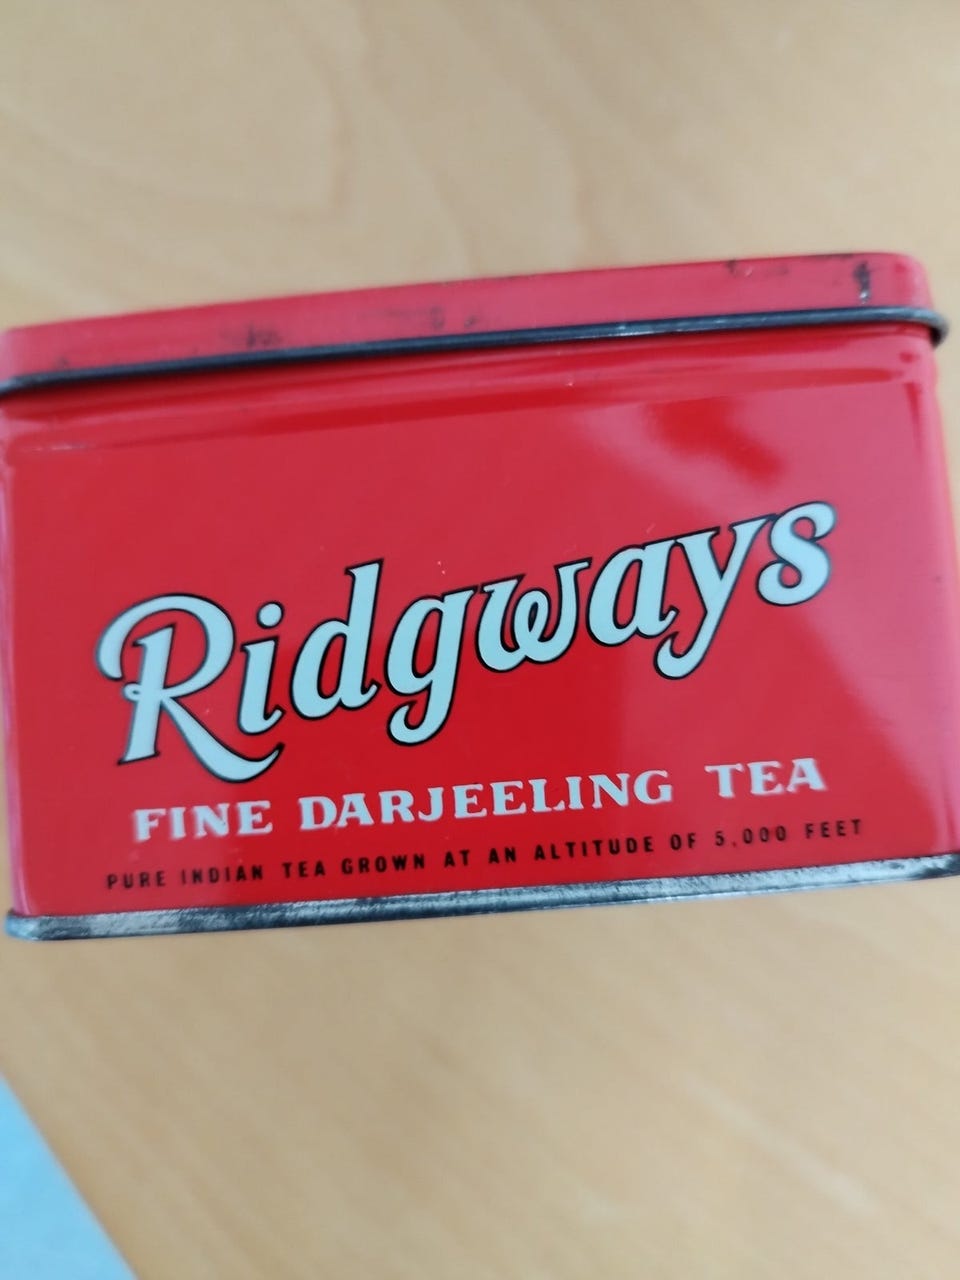 Ridgways
FINE DARJEELING TEA
PURE INDIAN TEA GROWN AT AN ALTITUDE OF 5,000 FEET